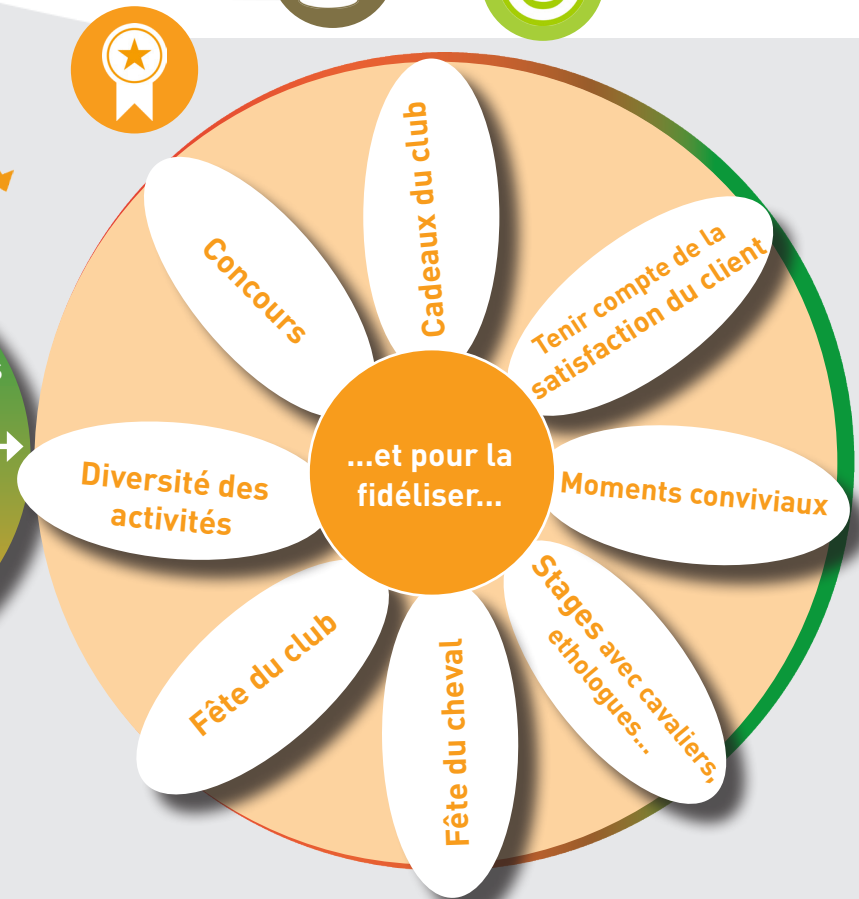 Cadeaux du club
Tenir compte de la
satisfaction du client
Moments conviviaux
Stages avec cavaliers,
ethologues...
Fête du cheval
Fête du club
Diversité des
activités
Concours
...et pour la
fidéliser...